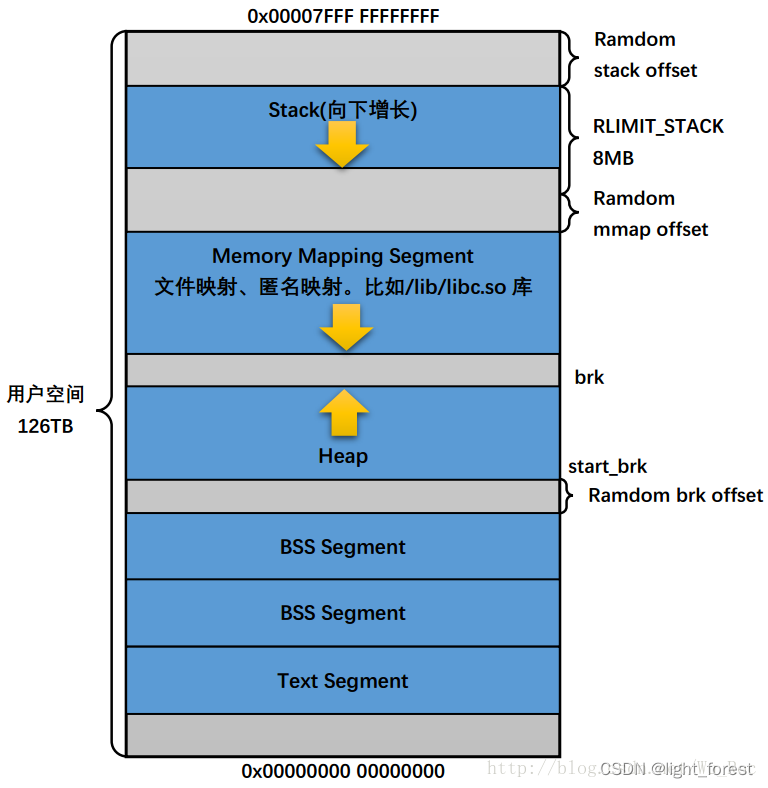 0x00007FFF FFFFFFFF
Ramdom
stack offset
Stack(向下增长)
RLIMIT_STACK
8MB
Ramdom
mmap offset
Memory Mapping Segment
文件映射、匿名映射。比如/lib/libc.so 库
brk
用户空间
126TB
Heap
start_brk
Ramdom brk offset
BSS Segment
BSS Segment
Text Segment
0x00000000 00000000
http://blog.
CSDN @light_forest